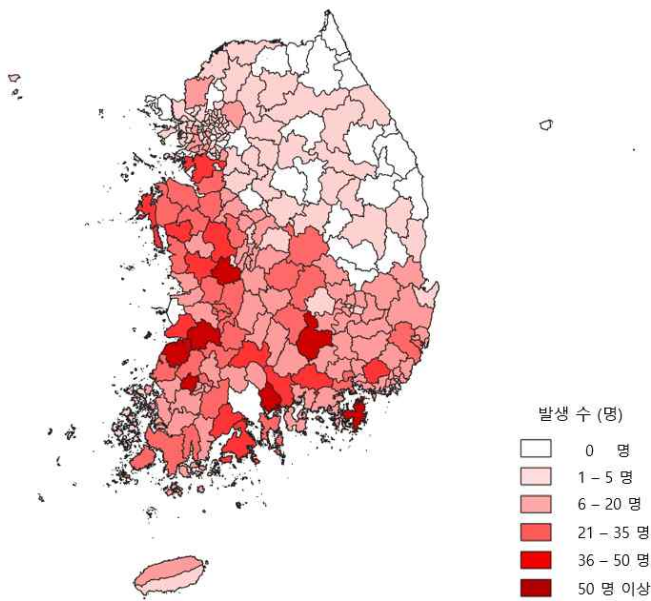 발생 수 (명)
0 명
1 – 5 명
6 – 20 명
21 – 35 명
36 – 50 명
50 명 이상